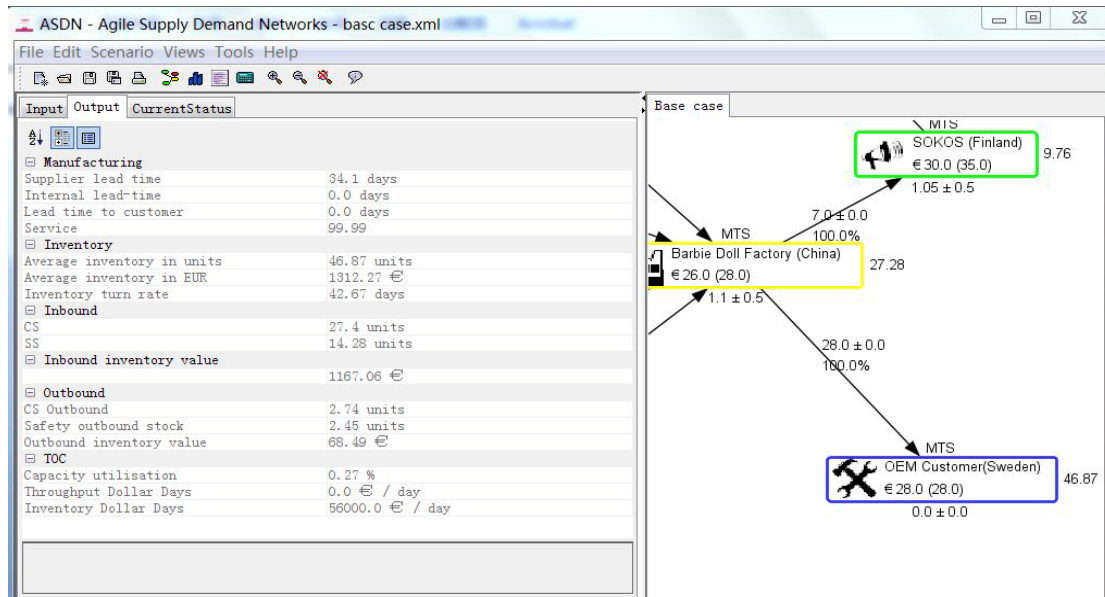 ASDN - Agile Supply Demand Networks - basc case.xml
File Edit Scenario Views Tools Help
Input Output CurrentStatus
Manufacturing
Supplier lead time 34.1 days
Internal lead-time 0.0 days
Lead time to customer 0.0 days
Service 99.99
Inventory
Average inventory in units 46.87 units
Average inventory in EUR 1312.27 €
Inventory turn rate 42.67 days
Inbound
CS 27.4 units
SS 14.28 units
Inbound inventory value
1167.06 €
Outbound
CS Outbound 2.74 units
Safety outbound stock 2.45 units
Outbound inventory value 68.49 €
TOC
Capacity utilisation 0.27 %
Throughput Dollar Days 0.0 € / day
Inventory Dollar Days 56000.0 € / day
Base case
MTS
SOKOS (Finland)
€ 30.0 (35.0)
9.76
1.05 ± 0.5
7.0 ± 0.0
100.0%
MTS
Barbie Doll Factory (China)
€ 26.0 (28.0)
27.28
1.1 ± 0.5
28.0 ± 0.0
100.0%
MTS
OEM Customer(Sweden)
€ 28.0 (28.0)
46.87
0.0 ± 0.0